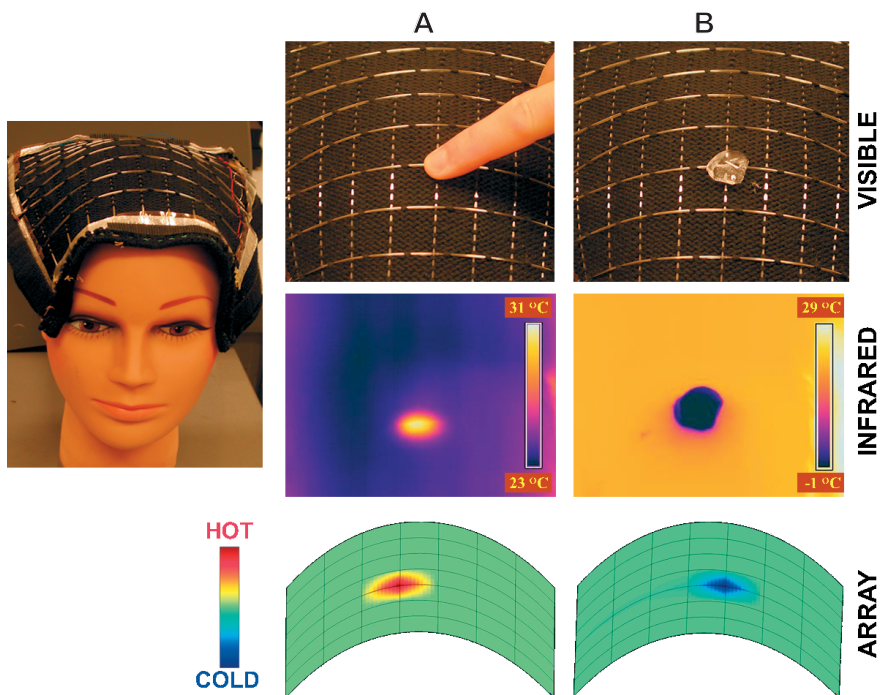 A
B
VISIBLE
31 °C
23 °C
29 °C
-1 °C
INFRARED
HOT
COLD
ARRAY